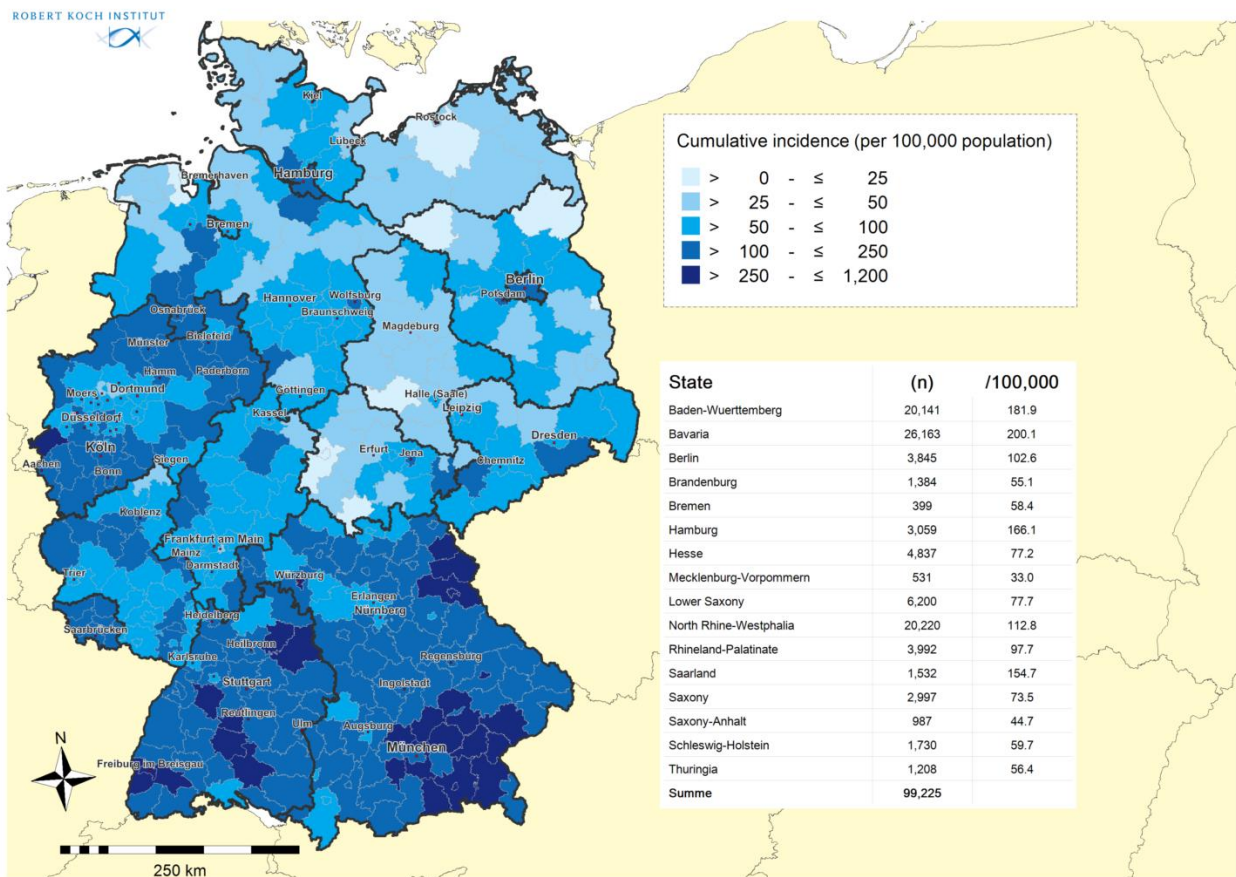 ROBERT KOCH INSTITUT
Kiel
Rostock
Lübeck
Bremerhaven
Hamburg
Bremen
Berlin
Hannover
Wolfsburg
Potsdam
Braunschweig
Osnabrück
Magdeburg
Bielefeld
Münster
Hamm
Paderborn
Göttingen
Moers
Dortmund
Halle (Saale)
Leipzig
Kassel
Düsseldorf
Dresden
Köln
Erfurt
Jena
Aachen
Siegen
Chemnitz
Bonn
Koblenz
Frankfurt am Main
Mainz
Trier
Darmstadt
Würzburg
Erlangen
Nürnberg
Heidelberg
Saarbrücken
Heilbronn
Karlsruhe
Regensburg
Stuttgart
Ingolstadt
Reutlingen
Ulm
Augsburg
München
Freiburg im Breisgau
N
250 km
Cumulative incidence (per 100,000 population)
> 0 - ≤ 25
> 25 - ≤ 50
> 50 - ≤ 100
> 100 - ≤ 250
> 250 - ≤ 1,200
State (n) /100,000
Baden-Wuerttemberg 20,141 181.9
Bavaria 26,163 200.1
Berlin 3,845 102.6
Brandenburg 1,384 55.1
Bremen 399 58.4
Hamburg 3,059 166.1
Hesse 4,837 77.2
Mecklenburg-Vorpommern 531 33.0
Lower Saxony 6,200 77.7
North Rhine-Westphalia 20,220 112.8
Rhineland-Palatinate 3,992 97.7
Saarland 1,532 154.7
Saxony 2,997 73.5
Saxony-Anhalt 987 44.7
Schleswig-Holstein 1,730 59.7
Thuringia 1,208 56.4
Summe 99,225